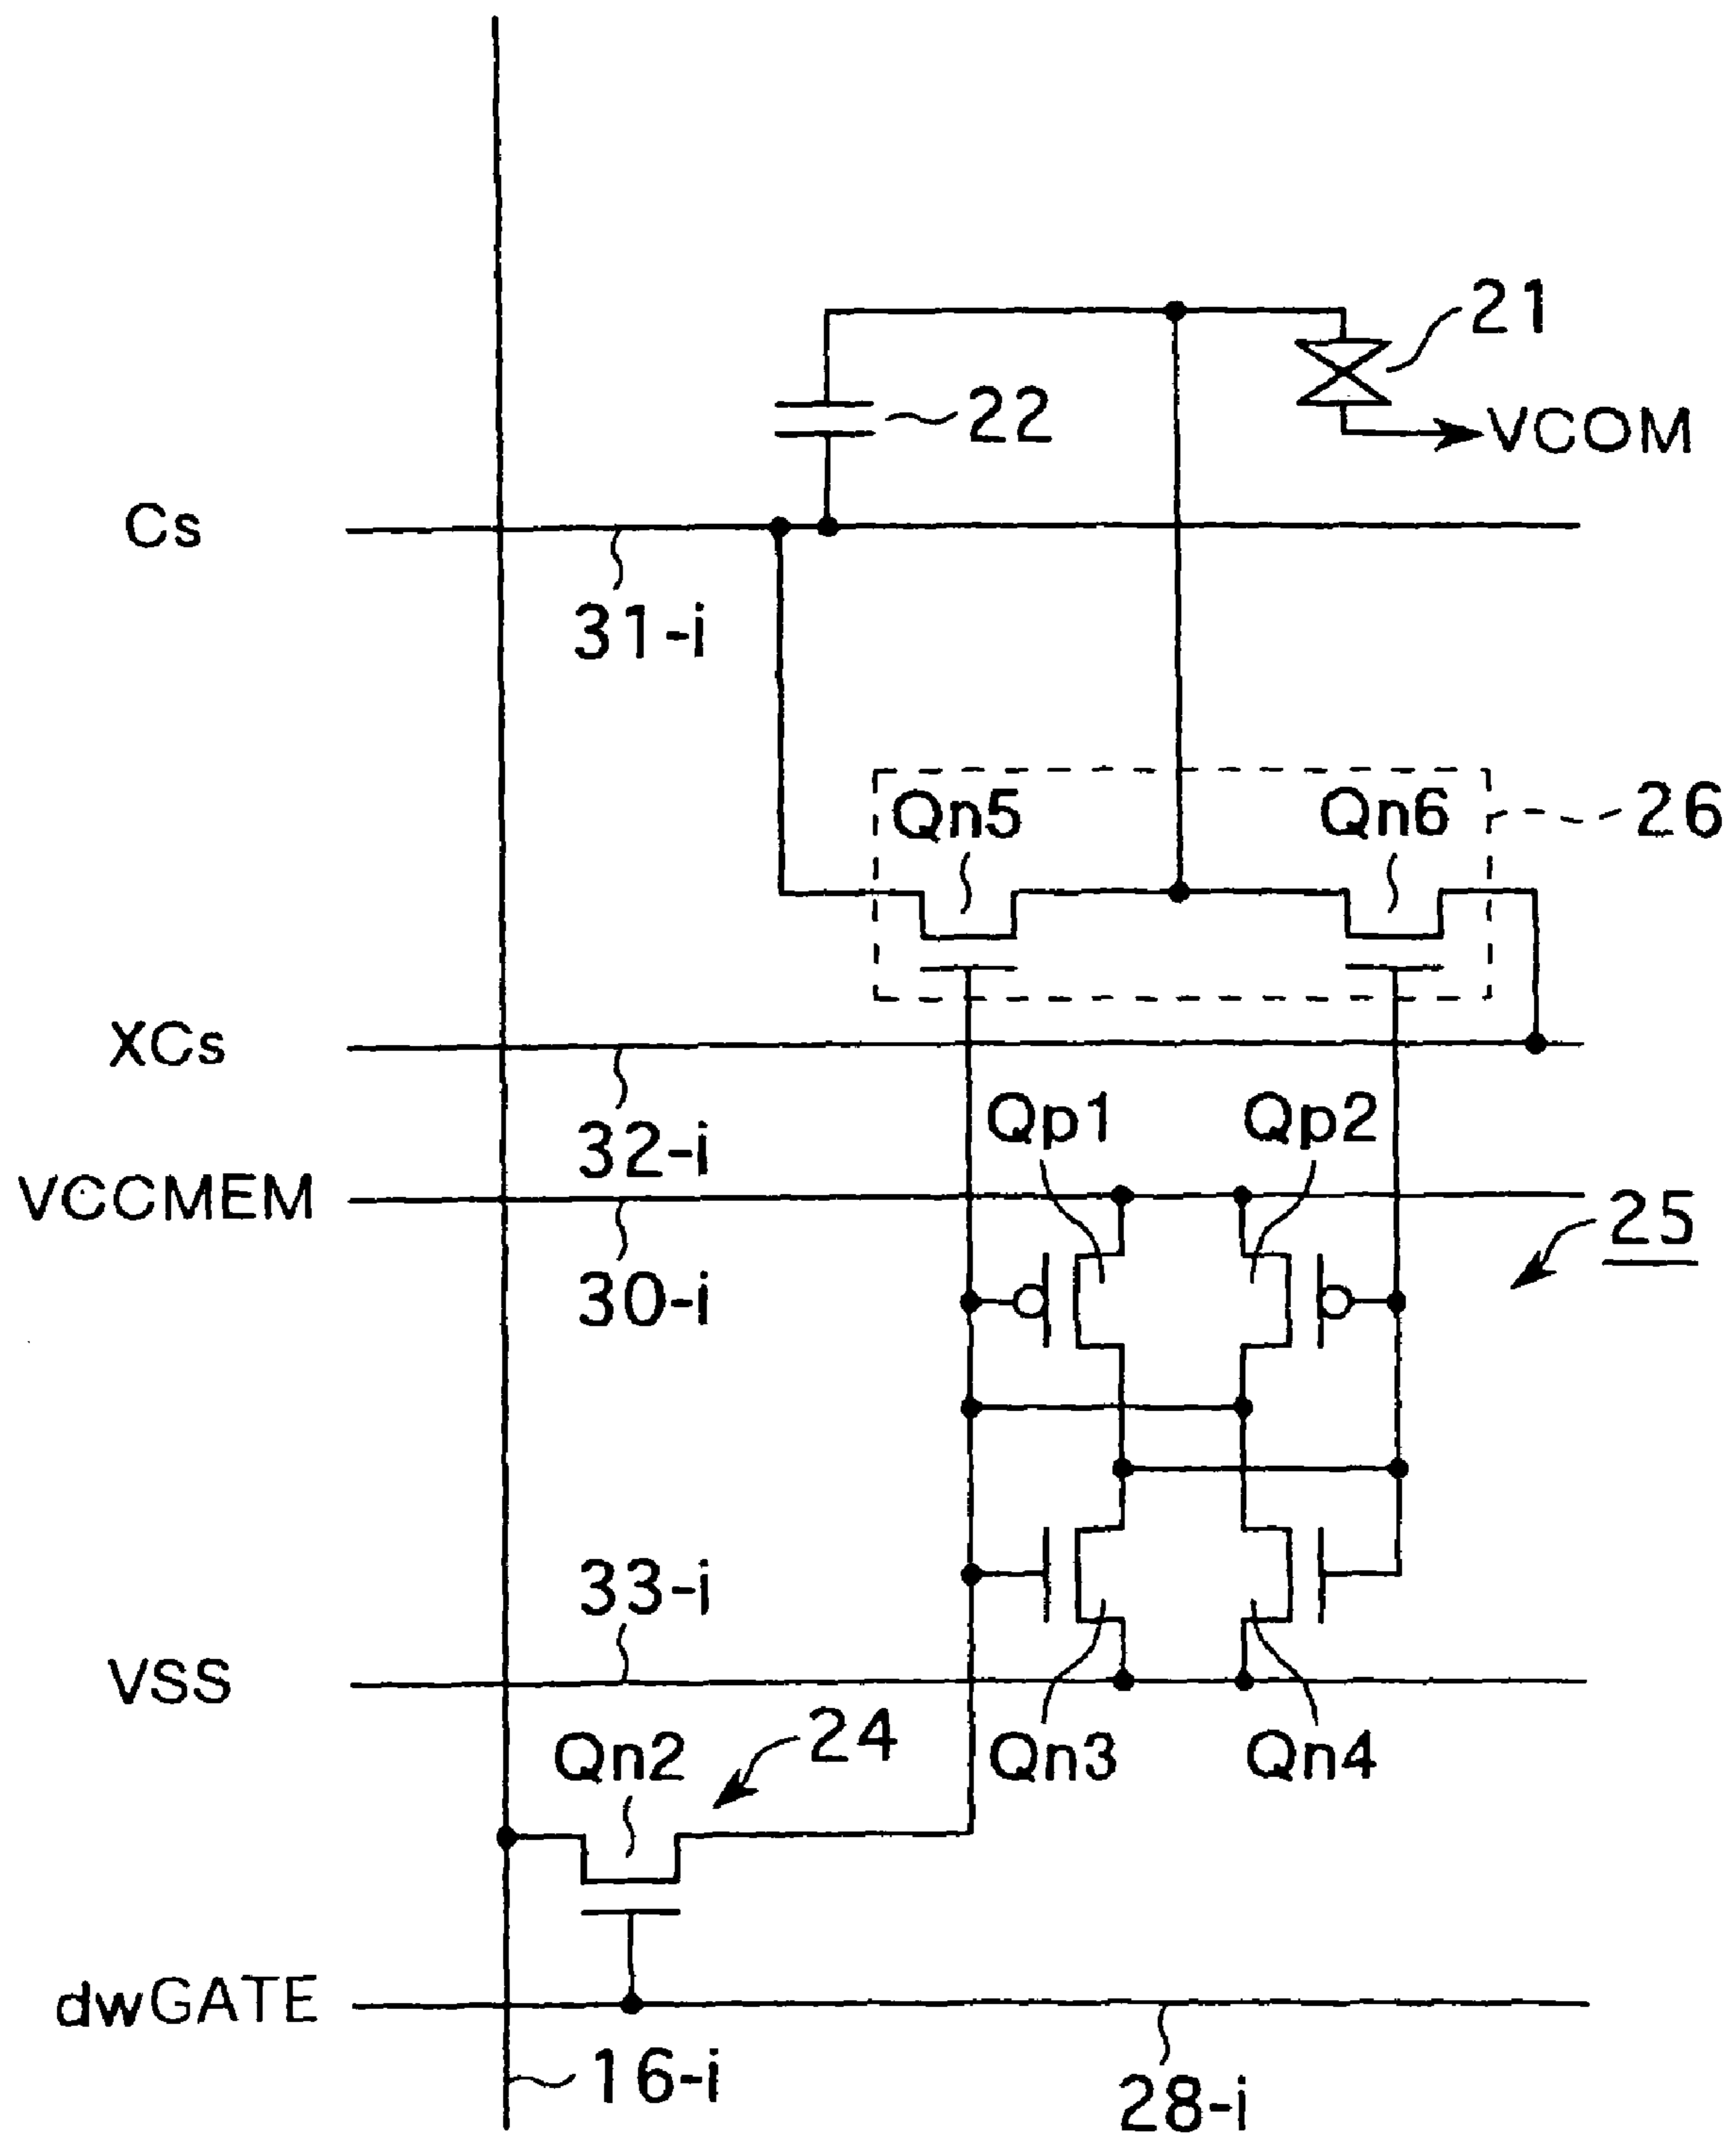 21
22
VCOM
Cs
31-i
Qn5
Qn6
26
XCs
32-i
Qp1
Qp2
VCCMEM
30-i
25
33-i
VSS
Qn2
24
Qn3
Qn4
dwGATE
16-i
28-i